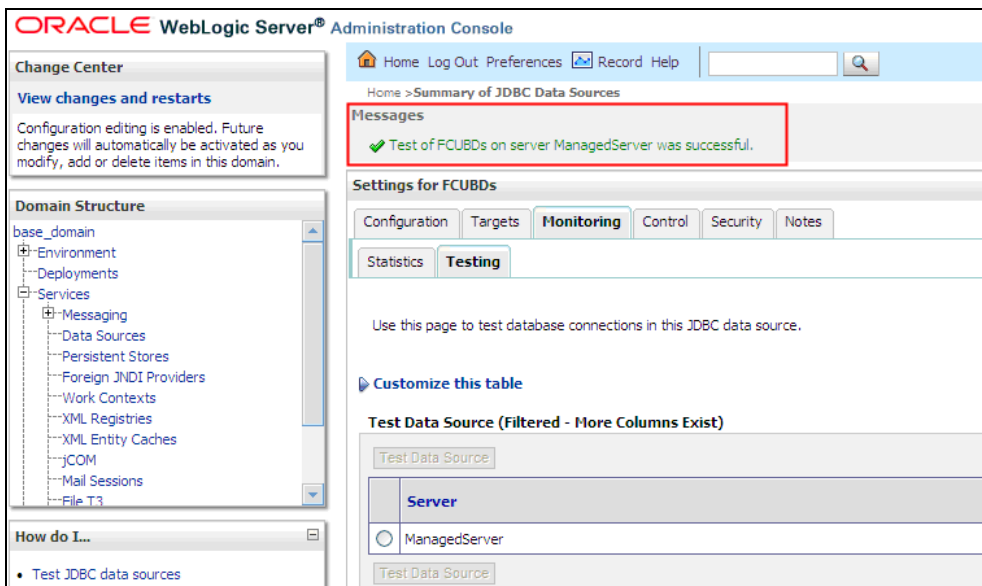 ORACLE WebLogic Server® Administration Console
Change Center
View changes and restarts
Configuration editing is enabled. Future
changes will automatically be activated as you
modify, add or delete items in this domain.
Domain Structure
base_domain
Environment
Deployments
Services
Messaging
Data Sources
Persistent Stores
Foreign JNDI Providers
Work Contexts
XML Registries
XML Entity Caches
jCOM
Mail Sessions
File T3
How do I...
• Test JDBC data sources
Home Log Out Preferences Record Help
Home >Summary of JDBC Data Sources
Messages
Test of FCUBDs on server ManagedServer was successful.
Settings for FCUBDs
Configuration Targets Monitoring Control Security Notes
Statistics Testing
Use this page to test database connections in this JDBC data source.
Customize this table
Test Data Source (Filtered - More Columns Exist)
Test Data Source
Server
ManagedServer
Test Data Source